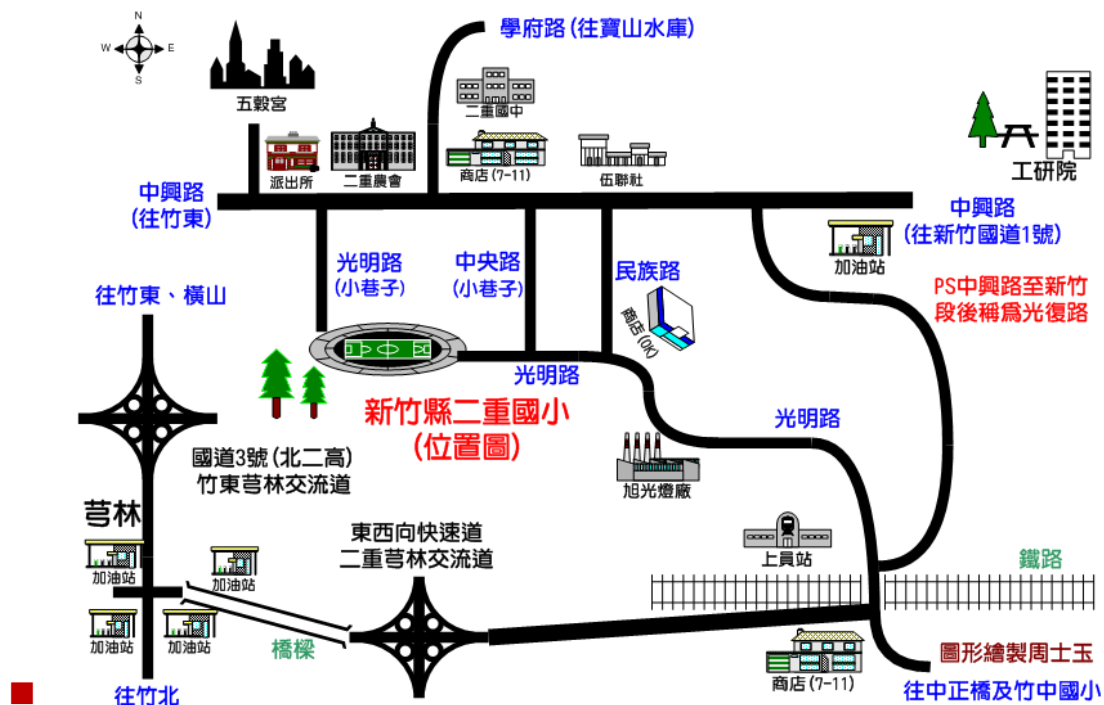 N
W
E
S
學府路(往寶山水庫)
五穀宮
二重國中
派出所
二重農會
商店(7-11)
伍聯社
工研院
中興路
(往竹東)
中興路
(往新竹國道1號)
加油站
光明路
(小巷子)
中央路
(小巷子)
民族路
商店(OK)
PS中興路至新竹
段後稱爲光復路
往竹東、橫山
光明路
新竹縣二重國小
(位置圖)
光明路
國道3號(北二高)
竹東芎林交流道
旭光燈廠
芎林
東西向快速道
二重芎林交流道
上員站
鐵路
加油站
加油站
加油站
加油站
橋樑
商店(7-11)
圖形繪製周士玉
往竹北
往中正橋及竹中國小